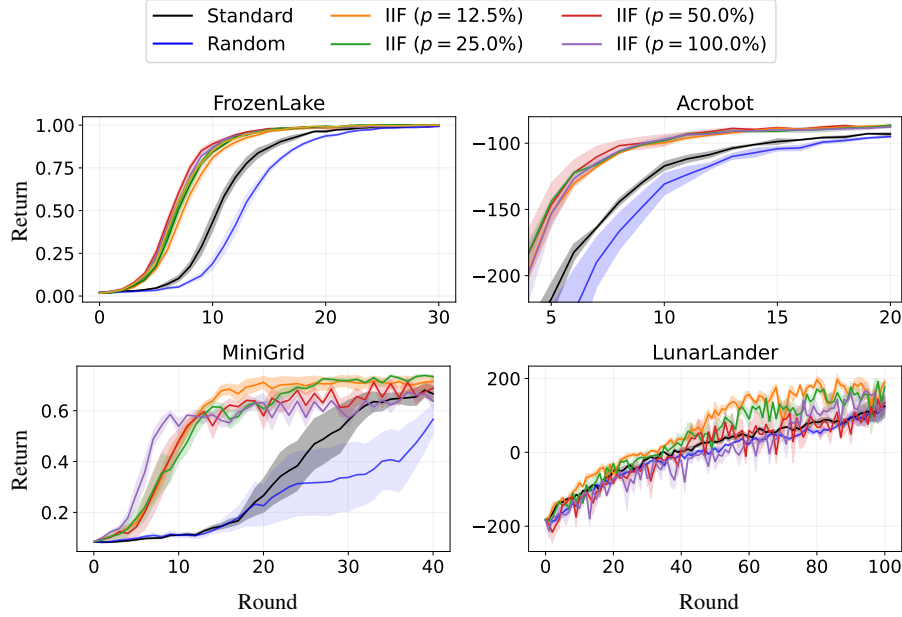 Standard IIF (p = 12.5%) IIF (p = 50.0%)
Random IIF (p = 25.0%) IIF (p = 100.0%)
FrozenLake
Return
1.00
0.75
0.50
0.25
0.00
0 10 20 30
Acrobot
−100
−150
−200
5 10 15 20
MiniGrid
Return
0.6
0.4
0.2
0 10 20 30 40
Round
LunarLander
200
0
−200
0 20 40 60 80 100
Round